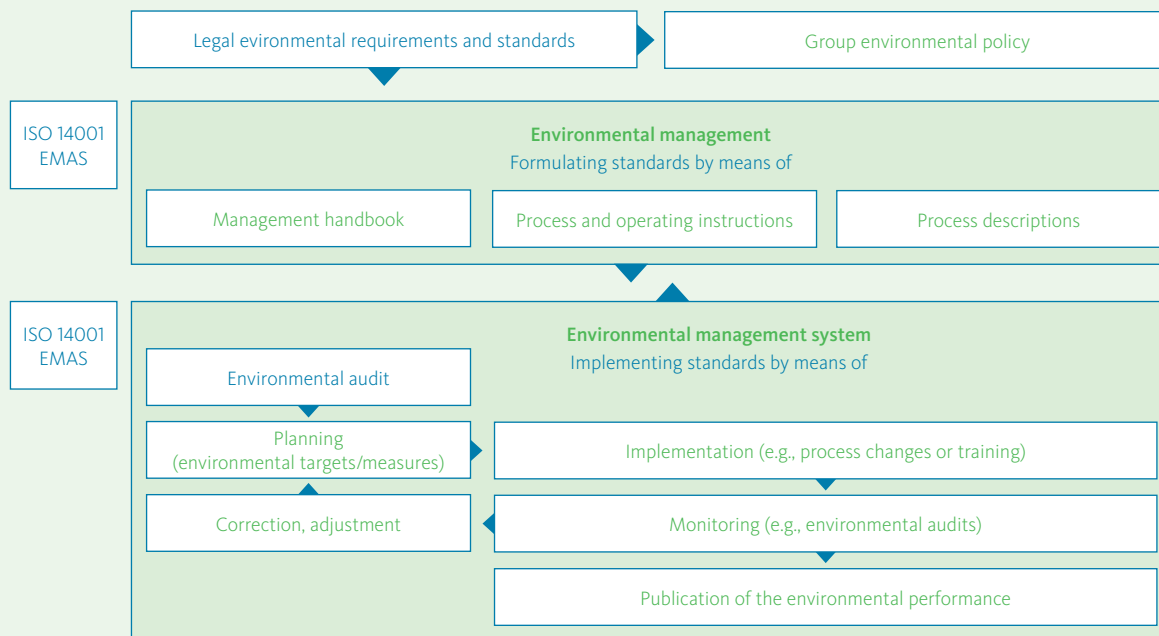 Legal evironmental requirements and standards
Group environmental policy
ISO 14001
EMAS
Environmental management
Formulating standards by means of
Management handbook
Process and operating instructions
Process descriptions
ISO 14001
EMAS
Environmental management system
Implementing standards by means of
Environmental audit
Planning
(environmental targets/measures)
Implementation (e.g., process changes or training)
Correction, adjustment
Monitoring (e.g., environmental audits)
Publication of the environmental performance